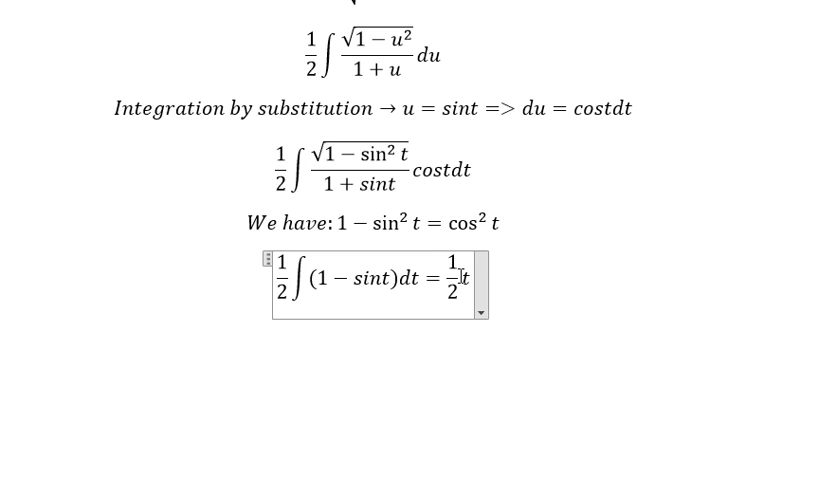 1/2 ∫ √(1 − u²)/(1 + u) du
Integration by substitution → u = sint => du = costdt
1/2 ∫ √(1 − sin² t)/(1 + sint) costdt
We have: 1 − sin² t = cos² t
1/2 ∫ (1 − sint)dt = 1/2 t